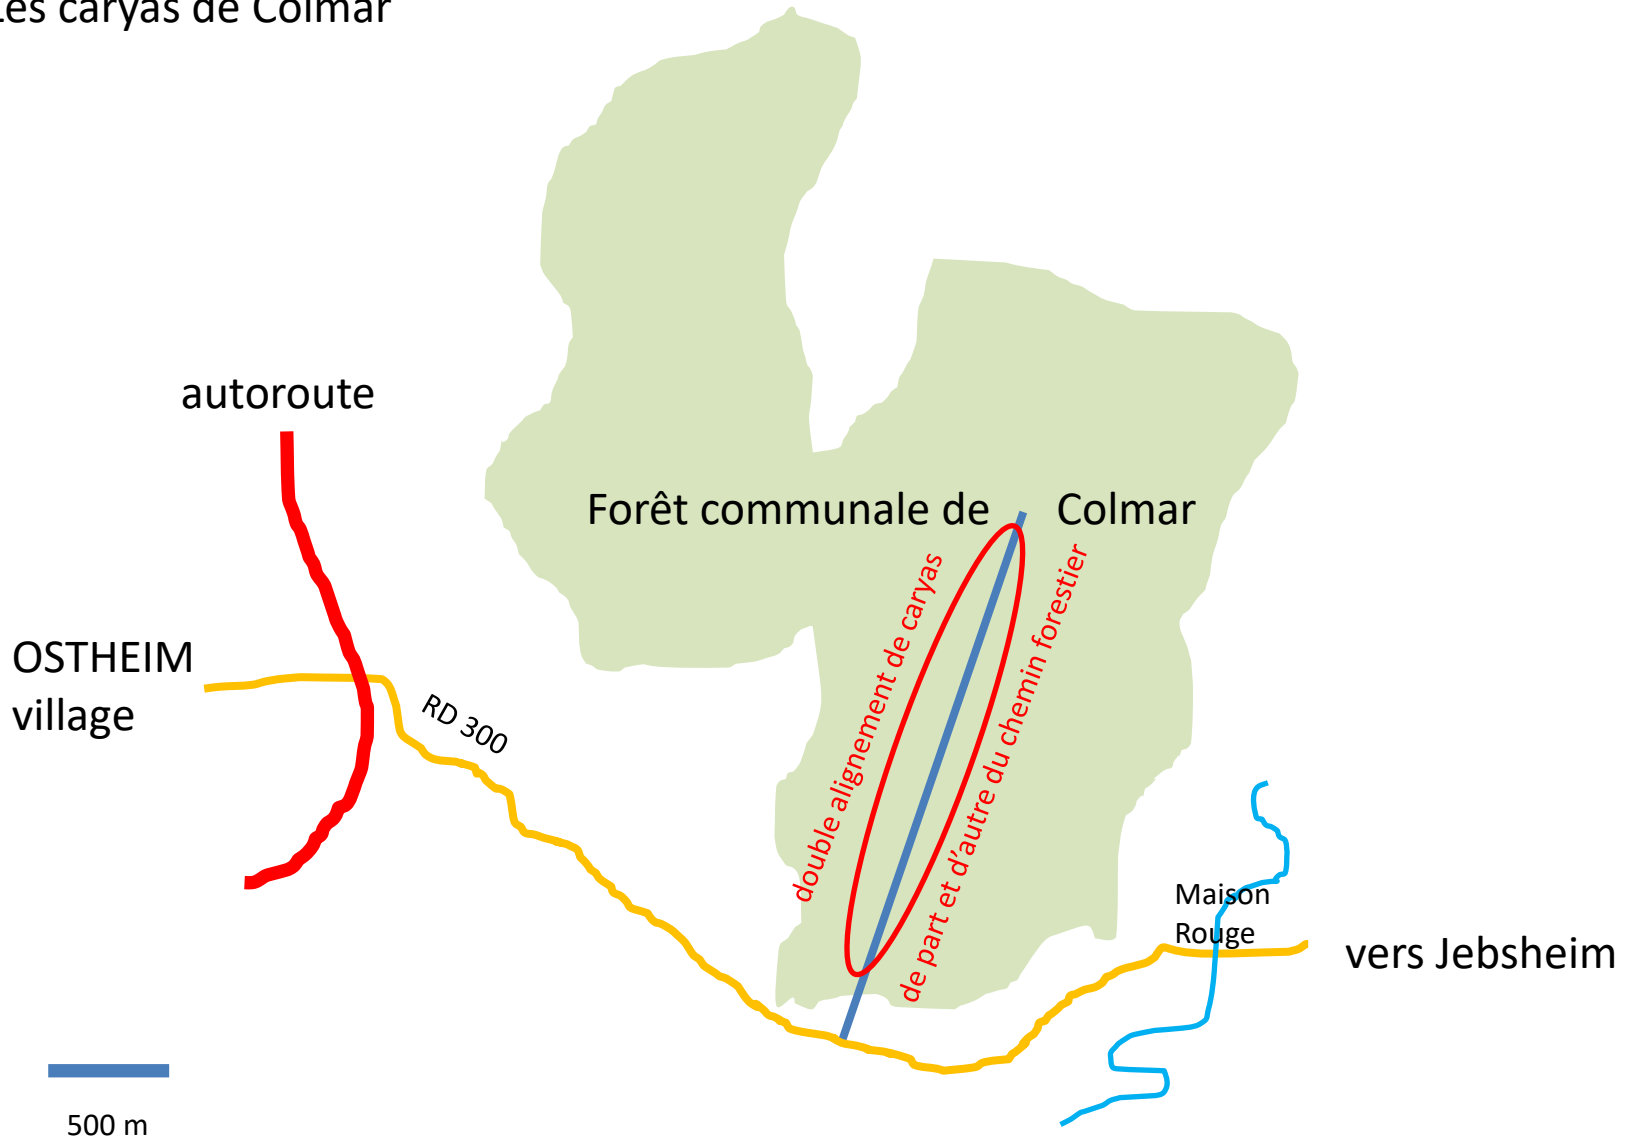 Les caryas de Colmar
autoroute
Forêt communale de Colmar
double alignement de caryas
de part et d'autre du chemin forestier
OSTHEIM
village
RD 300
Maison
Rouge
vers Jebsheim
500 m